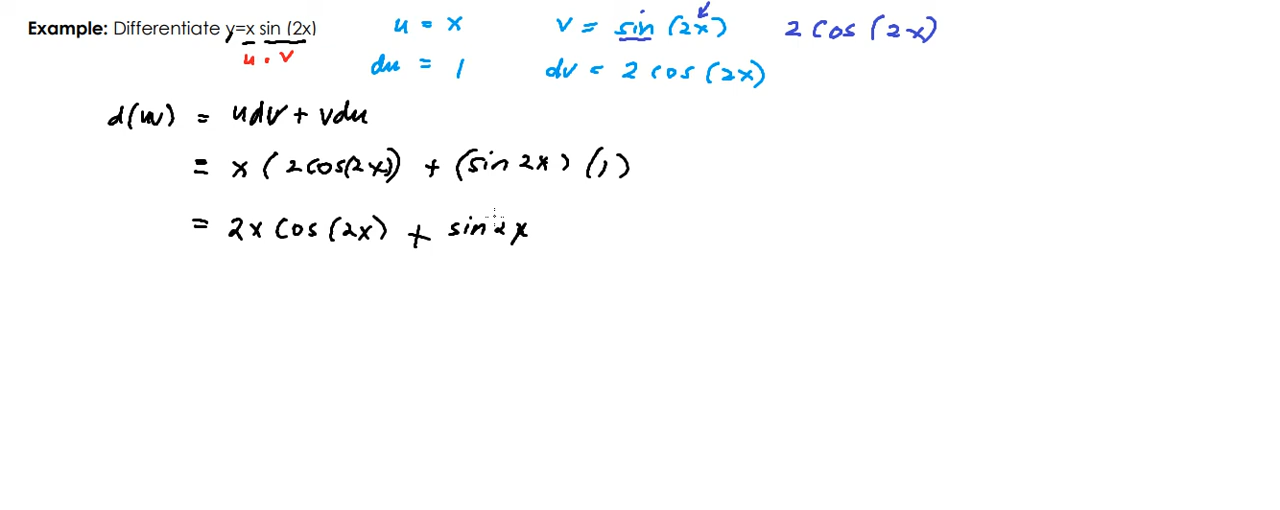 Example: Differentiate y=x sin (2x)
u = x v = sin (2x) 2 cos (2x)
u . v
du = 1 dv = 2 cos (2x)
d(uv) = udv + vdu
= x (2cos(2x)) + (sin 2x) (1)
= 2x cos (2x) + sin 2x